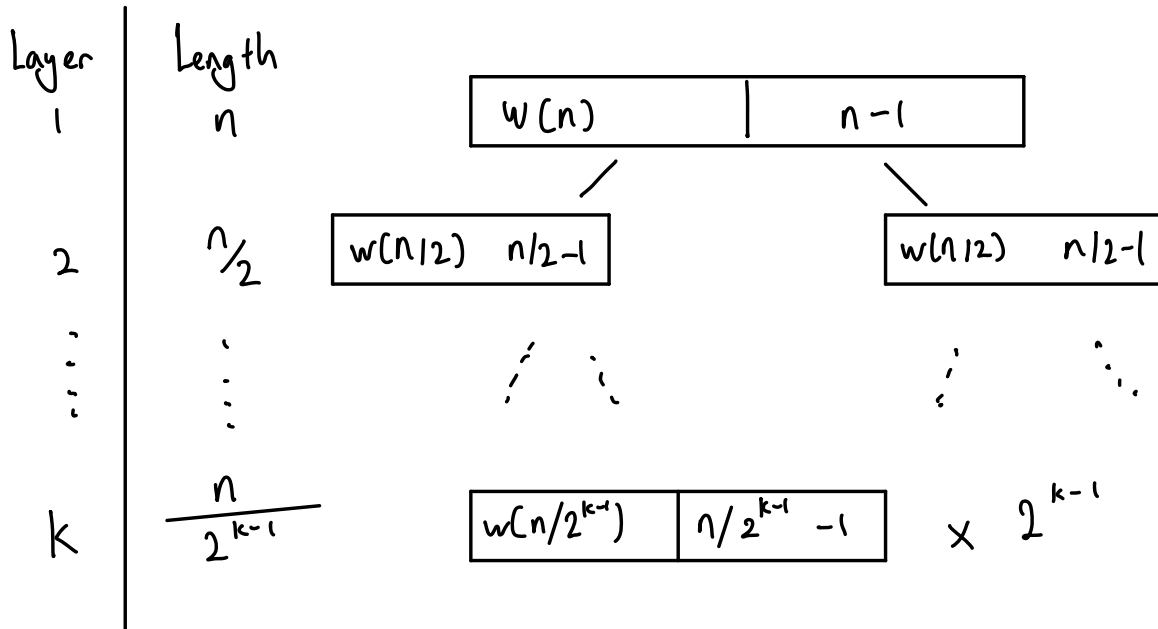 Layer Length
1 n W(n) n-1
2 n/2 w(n/2) n/2-1 w(n/2) n/2-1
k n/2^{k-1} w(n/2^{k-1}) n/2^{k-1} -1 x 2^{k-1}